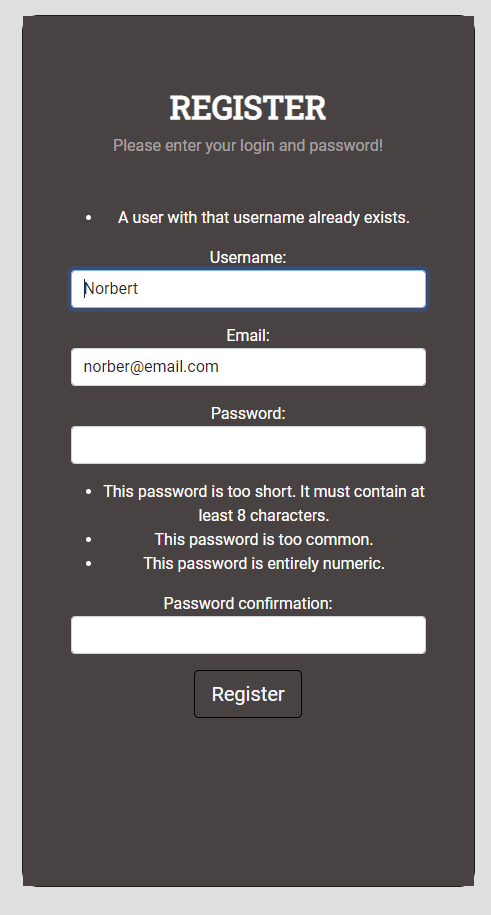 REGISTER
Please enter your login and password!
• A user with that username already exists.
Username:
Norbert
Email:
norber@email.com
Password:
• This password is too short. It must contain at
least 8 characters.
• This password is too common.
• This password is entirely numeric.
Password confirmation:
Register